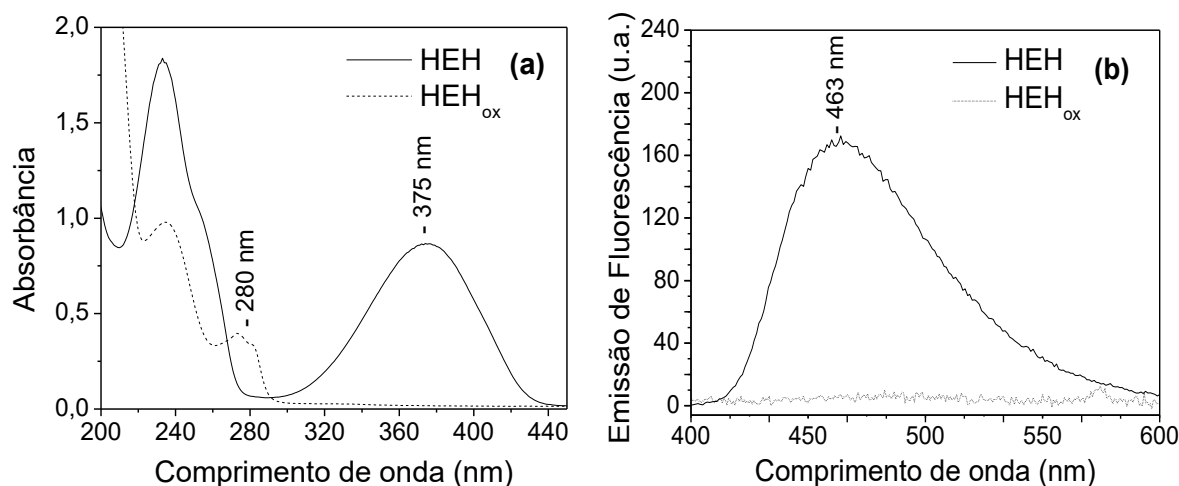 2,0
1,5
1,0
0,5
0,0
Absorbância
HEH
HEHox
(a)
280 nm
375 nm
200 240 280 320 360 400 440
Comprimento de onda (nm)
240
200
160
120
80
40
0
Emissão de Fluorescência (u.a.)
463 nm
HEH
HEHox
(b)
400 450 500 550 600
Comprimento de onda (nm)